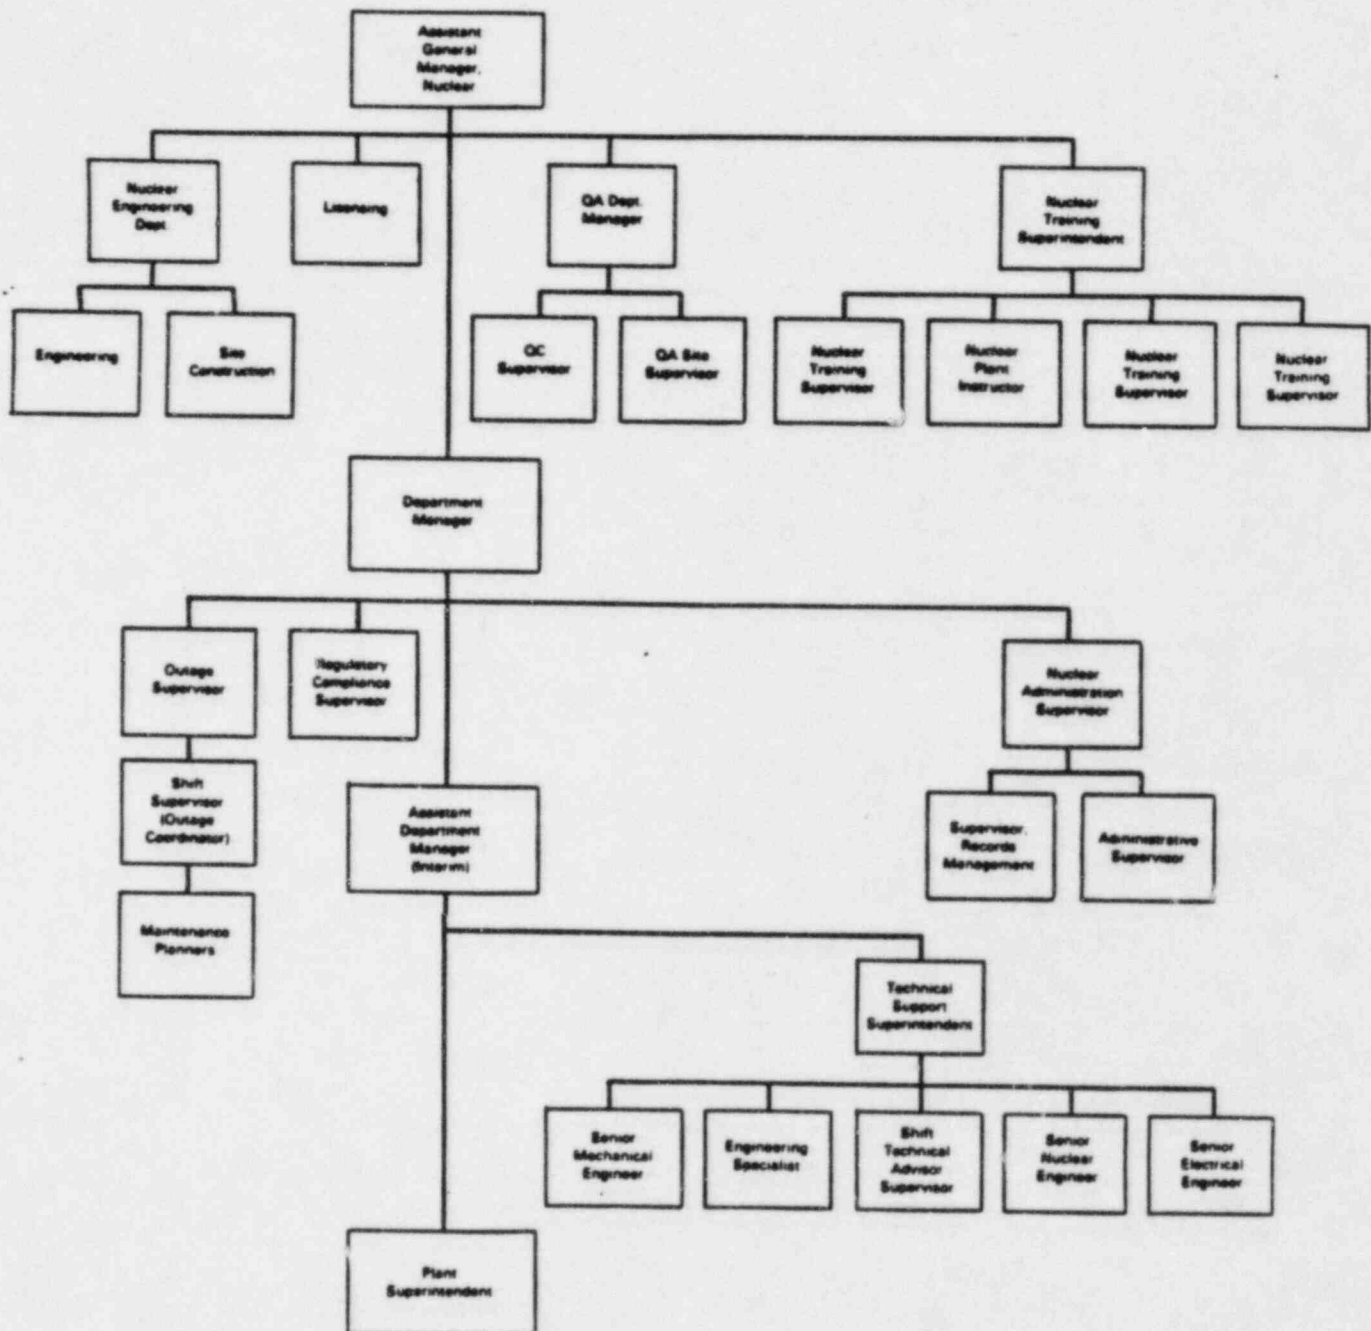 Assistant
General
Manager,
Nuclear
Nuclear
Engineering
Dept.
Licensing
QA Dept.
Manager
Nuclear
Training
Superintendent
Engineering
Site
Construction
QC
Supervisor
QA Site
Supervisor
Nuclear
Training
Supervisor
Nuclear
Plant
Instructor
Nuclear
Training
Supervisor
Nuclear
Training
Supervisor
Department
Manager
Outage
Supervisor
Regulatory
Compliance
Supervisor
Nuclear
Administration
Supervisor
Shift
Supervisor
(Outage
Coordinator)
Assistant
Department
Manager
(Interim)
Supervisor,
Records
Management
Administrative
Supervisor
Maintenance
Planners
Technical
Support
Superintendent
Senior
Mechanical
Engineer
Engineering
Specialist
Shift
Technical
Advisor
Supervisor
Senior
Nuclear
Engineer
Senior
Electrical
Engineer
Plant
Superintendent